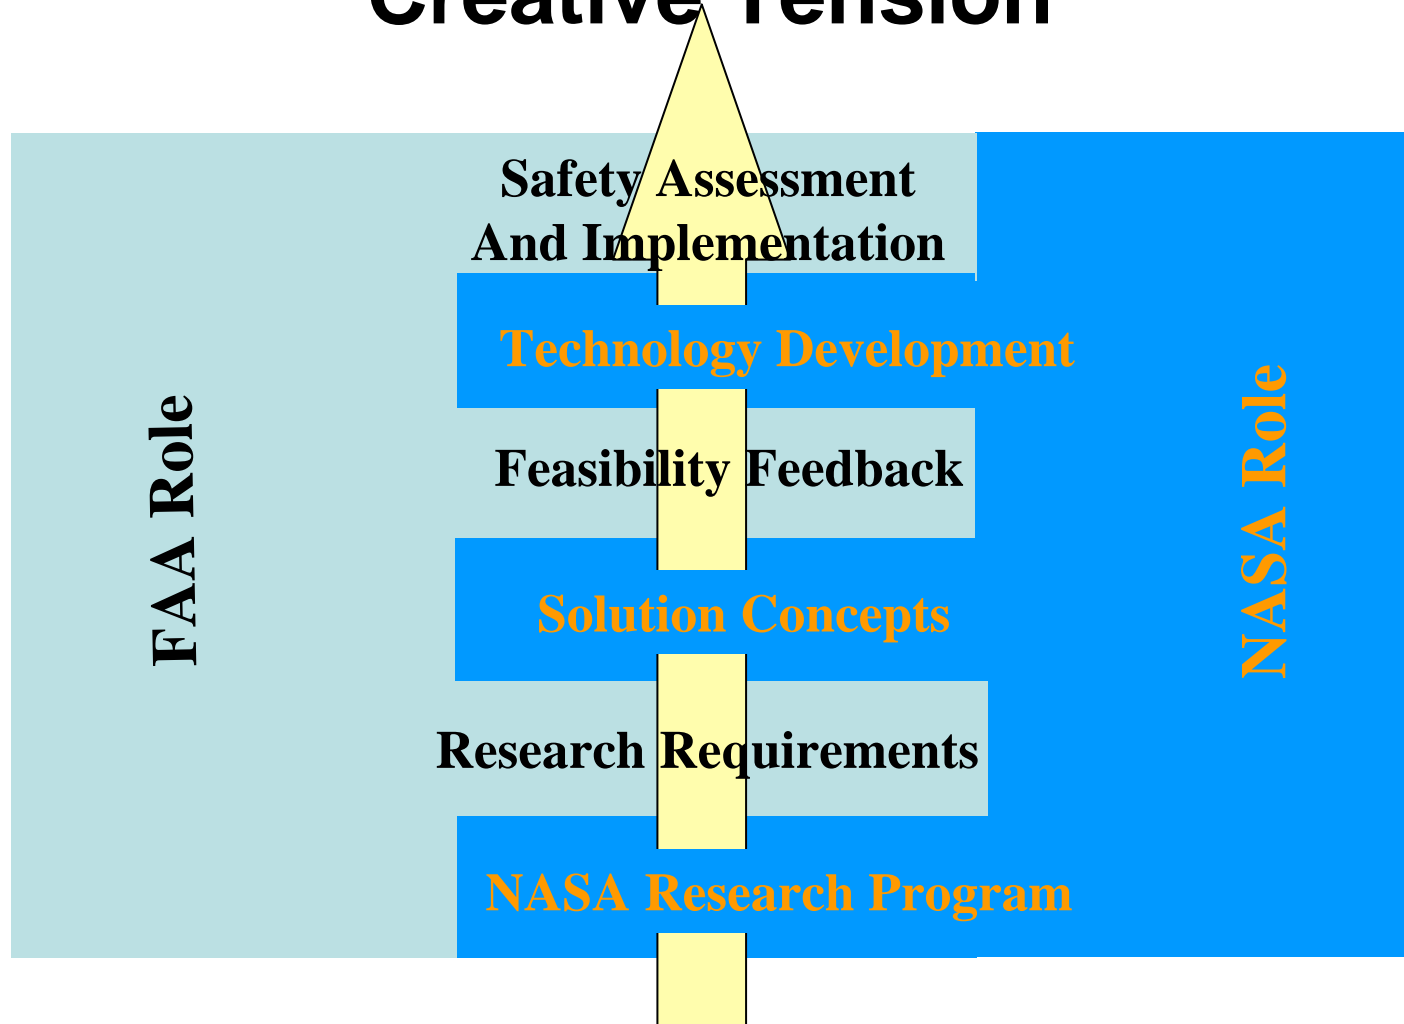 Creative Tension
Safety Assessment
And Implementation
Technology Development
Feasibility Feedback
Solution Concepts
Research Requirements
NASA Research Program
FAA Role
NASA Role